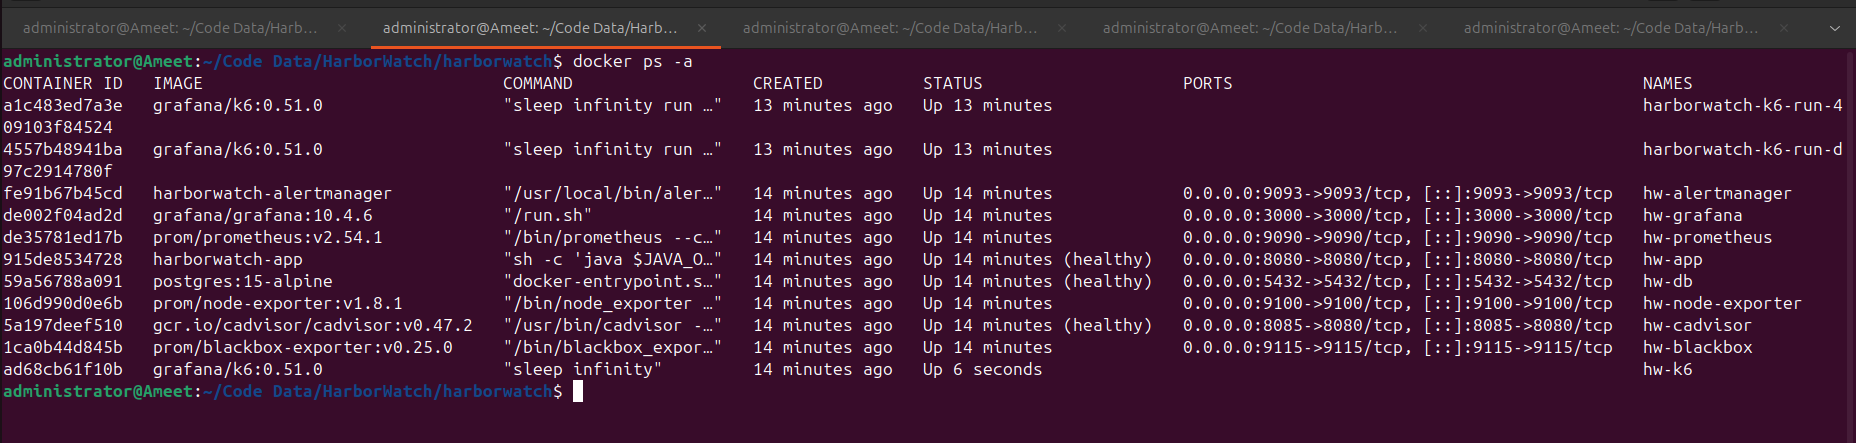 administrator@Ameet: ~/Code Data/Harb... × administrator@Ameet: ~/Code Data/Harb... × administrator@Ameet: ~/Code Data/Harb... × administrator@Ameet: ~/Code Data/Harb... × administrator@Ameet: ~/Code Data/Harb... ×
administrator@Ameet:~/Code Data/HarborWatch/harborwatch$ docker ps -a
CONTAINER ID   IMAGE                              COMMAND                  CREATED          STATUS                    PORTS                                         NAMES
a1c483ed7a3e   grafana/k6:0.51.0                  "sleep infinity run …"   13 minutes ago   Up 13 minutes                                                           harborwatch-k6-run-4
09103f84524
4557b48941ba   grafana/k6:0.51.0                  "sleep infinity run …"   13 minutes ago   Up 13 minutes                                                           harborwatch-k6-run-d
97c2914780f
fe91b67b45cd   harborwatch-alertmanager           "/usr/local/bin/aler…"   14 minutes ago   Up 14 minutes             0.0.0.0:9093->9093/tcp, [::]:9093->9093/tcp   hw-alertmanager
de002f04ad2d   grafana/grafana:10.4.6             "/run.sh"                14 minutes ago   Up 14 minutes             0.0.0.0:3000->3000/tcp, [::]:3000->3000/tcp   hw-grafana
de35781ed17b   prom/prometheus:v2.54.1            "/bin/prometheus --c…"   14 minutes ago   Up 14 minutes             0.0.0.0:9090->9090/tcp, [::]:9090->9090/tcp   hw-prometheus
915de8534728   harborwatch-app                    "sh -c 'java $JAVA_O…"   14 minutes ago   Up 14 minutes (healthy)   0.0.0.0:8080->8080/tcp, [::]:8080->8080/tcp   hw-app
59a56788a091   postgres:15-alpine                 "docker-entrypoint.s…"   14 minutes ago   Up 14 minutes (healthy)   0.0.0.0:5432->5432/tcp, [::]:5432->5432/tcp   hw-db
106d990d0e6b   prom/node-exporter:v1.8.1          "/bin/node_exporter …"   14 minutes ago   Up 14 minutes             0.0.0.0:9100->9100/tcp, [::]:9100->9100/tcp   hw-node-exporter
5a197deef510   gcr.io/cadvisor/cadvisor:v0.47.2   "/usr/bin/cadvisor -…"   14 minutes ago   Up 14 minutes (healthy)   0.0.0.0:8085->8080/tcp, [::]:8085->8080/tcp   hw-cadvisor
1ca0b44d845b   prom/blackbox-exporter:v0.25.0     "/bin/blackbox_expor…"   14 minutes ago   Up 14 minutes             0.0.0.0:9115->9115/tcp, [::]:9115->9115/tcp   hw-blackbox
ad68cb61f10b   grafana/k6:0.51.0                  "sleep infinity"         14 minutes ago   Up 6 seconds                                                            hw-k6
administrator@Ameet:~/Code Data/HarborWatch/harborwatch$